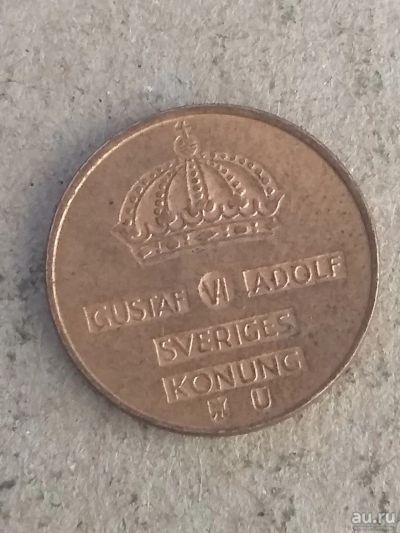 GUSTAF VI ADOLF
SVERIGES
KONUNG
U
au.ru